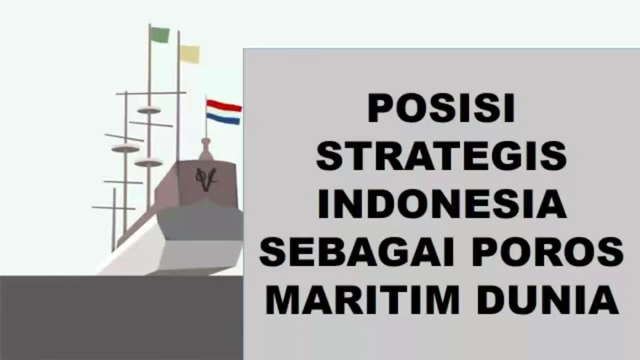 POSISI
STRATEGIS
INDONESIA
SEBAGAI POROS
MARITIM DUNIA